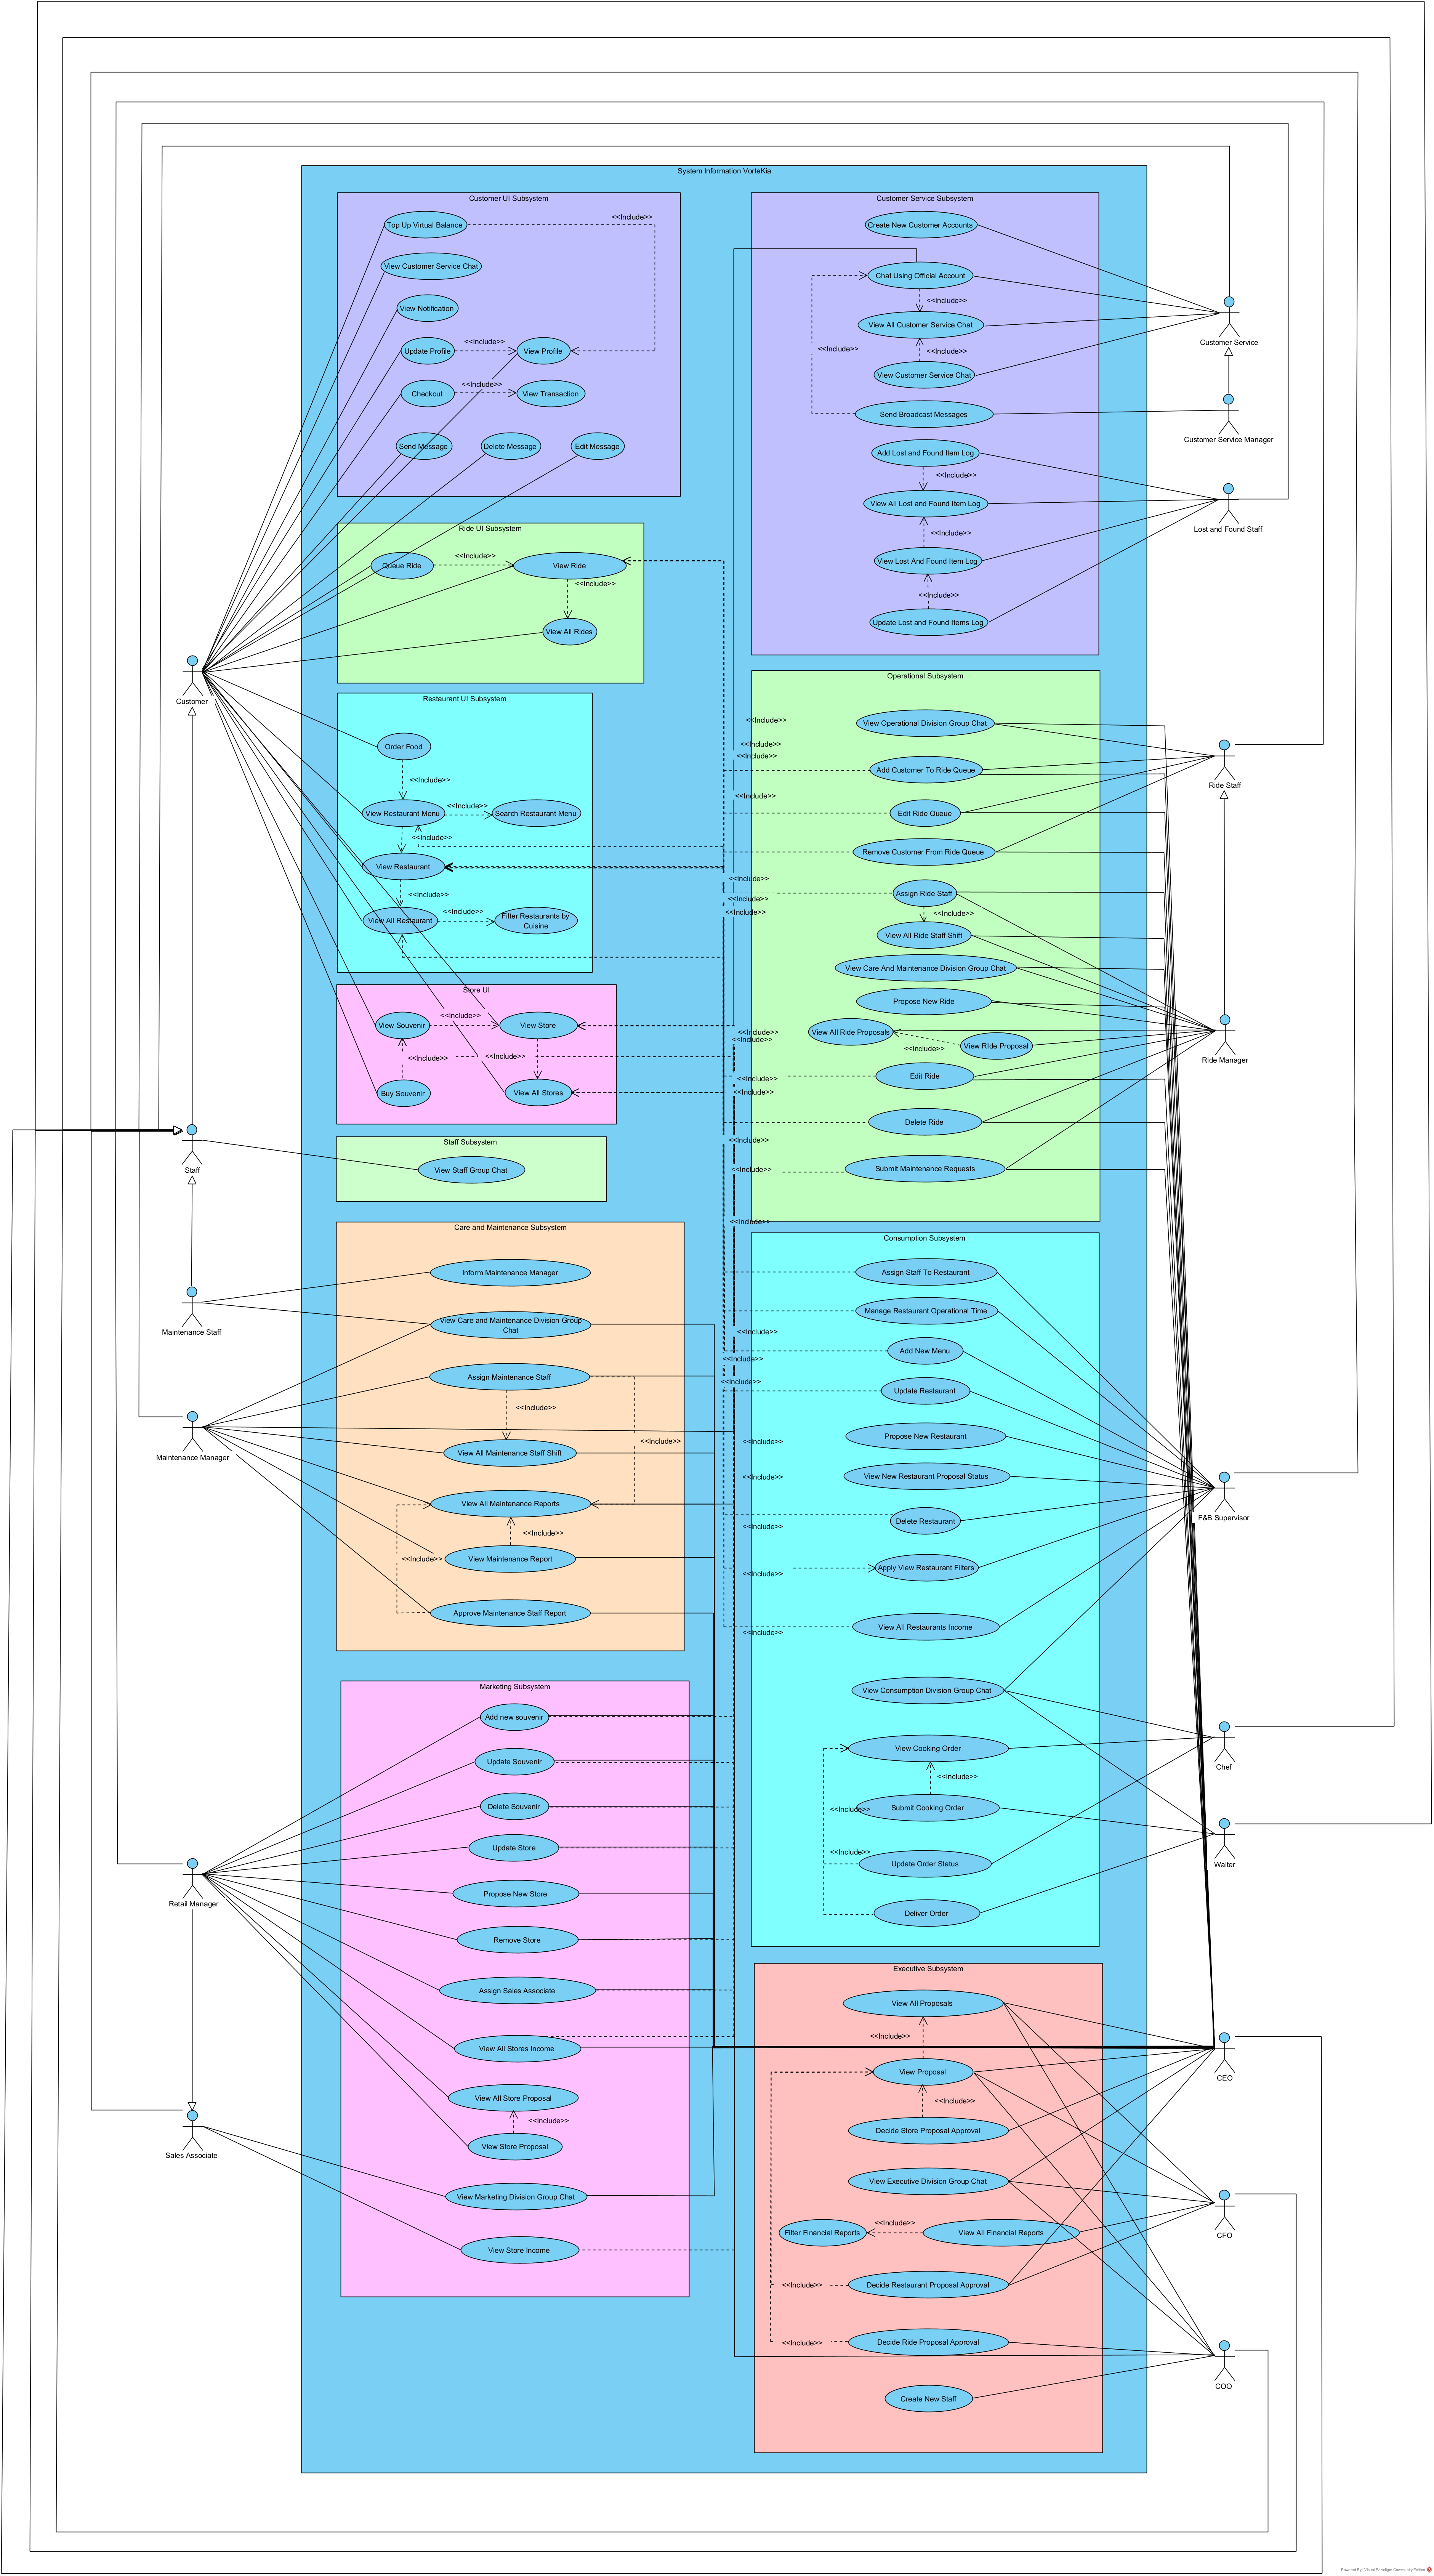 System Information VorteKia
Customer UI Subsystem
Top Up Virtual Balance
<<Include>>
View Customer Service Chat
View Notification
Update Profile
<<Include>>
View Profile
Checkout
<<Include>>
View Transaction
Send Message
Delete Message
Edit Message
Ride UI Subsystem
Queue Ride
<<Include>>
View Ride
<<Include>>
View All Rides
Customer
Restaurant UI Subsystem
Order Food
<<Include>>
View Restaurant Menu
<<Include>>
Search Restaurant Menu
<<Include>>
View Restaurant
<<Include>>
View All Restaurant
<<Include>>
Filter Restaurants by
Cuisine
Store UI
View Souvenir
<<Include>>
View Store
<<Include>>
<<Include>>
Buy Souvenir
View All Stores
Staff
Staff Subsystem
View Staff Group Chat
Care and Maintenance Subsystem
Inform Maintenance Manager
Maintenance Staff
View Care and Maintenance Division Group
Chat
Assign Maintenance Staff
<<Include>>
<<Include>>
View All Maintenance Staff Shift
Maintenance Manager
View All Maintenance Reports
<<Include>>
<<Include>>
View Maintenance Report
Approve Maintenance Staff Report
Marketing Subsystem
Add new souvenir
Update Souvenir
Delete Souvenir
Update Store
Propose New Store
Retail Manager
Remove Store
Assign Sales Associate
View All Stores Income
View All Store Proposal
<<Include>>
View Store Proposal
Sales Associate
View Marketing Division Group Chat
View Store Income
Customer Service Subsystem
Create New Customer Accounts
Chat Using Official Account
<<Include>>
View All Customer Service Chat
<<Include>>
<<Include>>
View Customer Service Chat
Send Broadcast Messages
Add Lost and Found Item Log
<<Include>>
View All Lost and Found Item Log
<<Include>>
View Lost And Found Item Log
<<Include>>
Update Lost and Found Items Log
Customer Service
Customer Service Manager
Lost and Found Staff
Operational Subsystem
<<Include>>
View Operational Division Group Chat
<<Include>>
<<Include>>
Add Customer To Ride Queue
<<Include>>
Edit Ride Queue
Remove Customer From Ride Queue
<<Include>>
Assign Ride Staff
<<Include>>
<<Include>>
<<Include>>
View All Ride Staff Shift
View Care And Maintenance Division Group Chat
Propose New Ride
View All Ride Proposals
<<Include>>
<<Include>>
<<Include>>
View RIde Proposal
Edit Ride
<<Include>>
<<Include>>
Delete Ride
<<Include>>
<<Include>>
Submit Maintenance Requests
<<Include>>
Ride Staff
Ride Manager
Consumption Subsystem
Assign Staff To Restaurant
Manage Restaurant Operational Time
<<Include>>
Add New Menu
<<Include>>
<<Include>>
Update Restaurant
Propose New Restaurant
<<Include>>
View New Restaurant Proposal Status
<<Include>>
Delete Restaurant
<<Include>>
Apply View Restaurant Filters
<<Include>>
View All Restaurants Income
<<Include>>
View Consumption Division Group Chat
View Cooking Order
<<Include>>
<<Include>>
Submit Cooking Order
<<Include>>
Update Order Status
Deliver Order
F&B Supervisor
Chef
Waiter
Executive Subsystem
View All Proposals
<<Include>>
View Proposal
<<Include>>
Decide Store Proposal Approval
View Executive Division Group Chat
Filter Financial Reports
<<Include>>
View All Financial Reports
<<Include>>
Decide Restaurant Proposal Approval
<<Include>>
Decide Ride Proposal Approval
Create New Staff
CEO
CFO
COO
Powered By: Visual Paradigm Community Edition